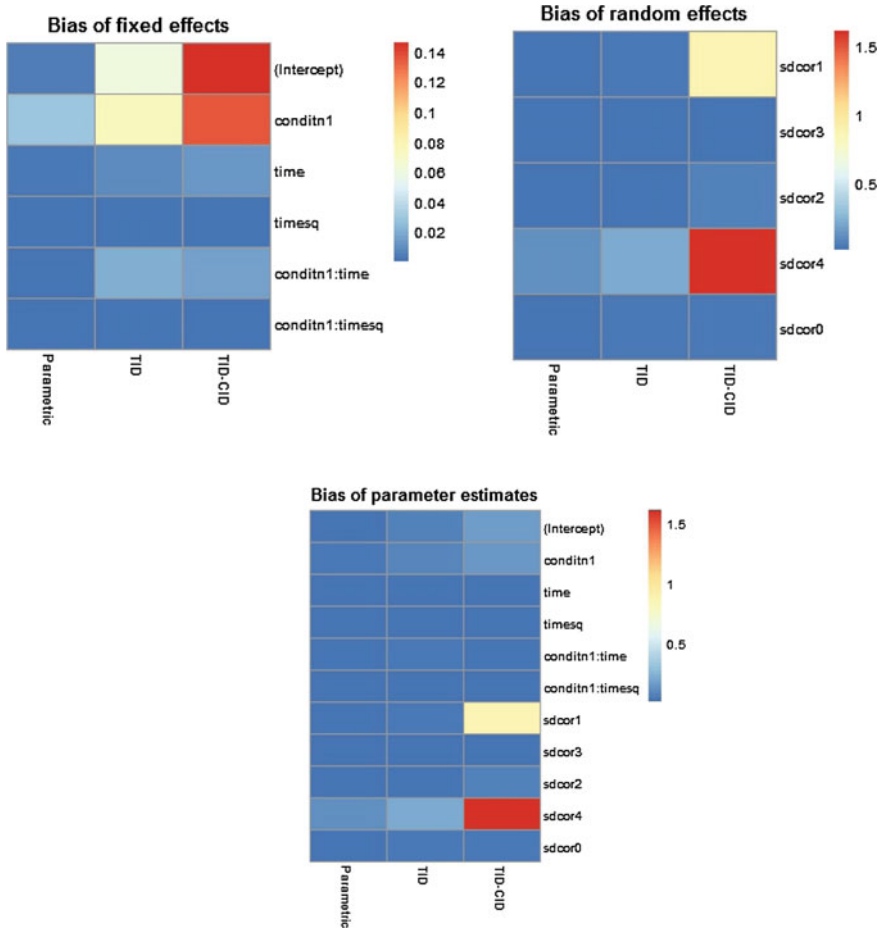 Bias of fixed effects
(Intercept)
conditn1
time
timesq
conditn1:time
conditn1:timesq
Parametric
TID
TID-CID
0.14
0.12
0.1
0.08
0.06
0.04
0.02
Bias of random effects
sdcor1
sdcor3
sdcor2
sdcor4
sdcor0
Parametric
TID
TID-CID
1.5
1
0.5
Bias of parameter estimates
(Intercept)
conditn1
time
timesq
conditn1:time
conditn1:timesq
sdcor1
sdcor3
sdcor2
sdcor4
sdcor0
Parametric
TID
TID-CID
1.5
1
0.5